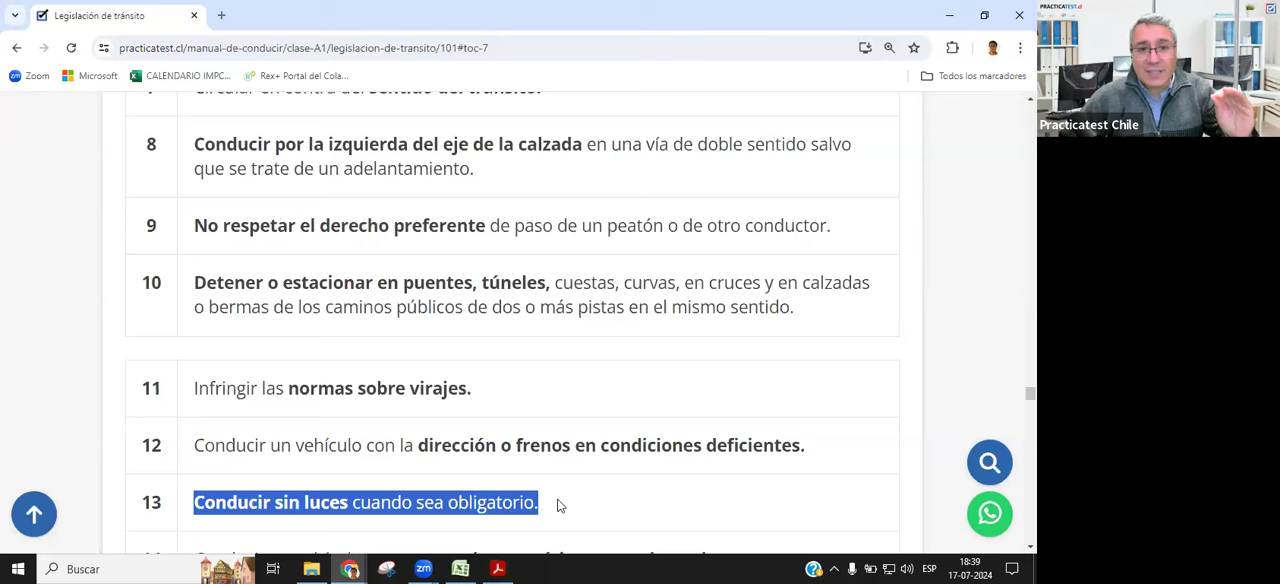 Legislación de tránsito
practicatest.cl/manual-de-conducir/clase-A1/legislacion-de-transito/101#toc-7
Zoom
Microsoft
CALENDARIO IMPC...
Rex+ Portal del Cola...
Todos los marcadores
PRACTICATEST.cl
Practicatest Chile
sentido del tránsito.
8 Conducir por la izquierda del eje de la calzada en una vía de doble sentido salvo
que se trate de un adelantamiento.
9 No respetar el derecho preferente de paso de un peatón o de otro conductor.
10 Detener o estacionar en puentes, túneles, cuestas, curvas, en cruces y en calzadas
o bermas de los caminos públicos de dos o más pistas en el mismo sentido.
11 Infringir las normas sobre virajes.
12 Conducir un vehículo con la dirección o frenos en condiciones deficientes.
13 Conducir sin luces cuando sea obligatorio.
Buscar
zm
ESP
18:39
17-07-2024